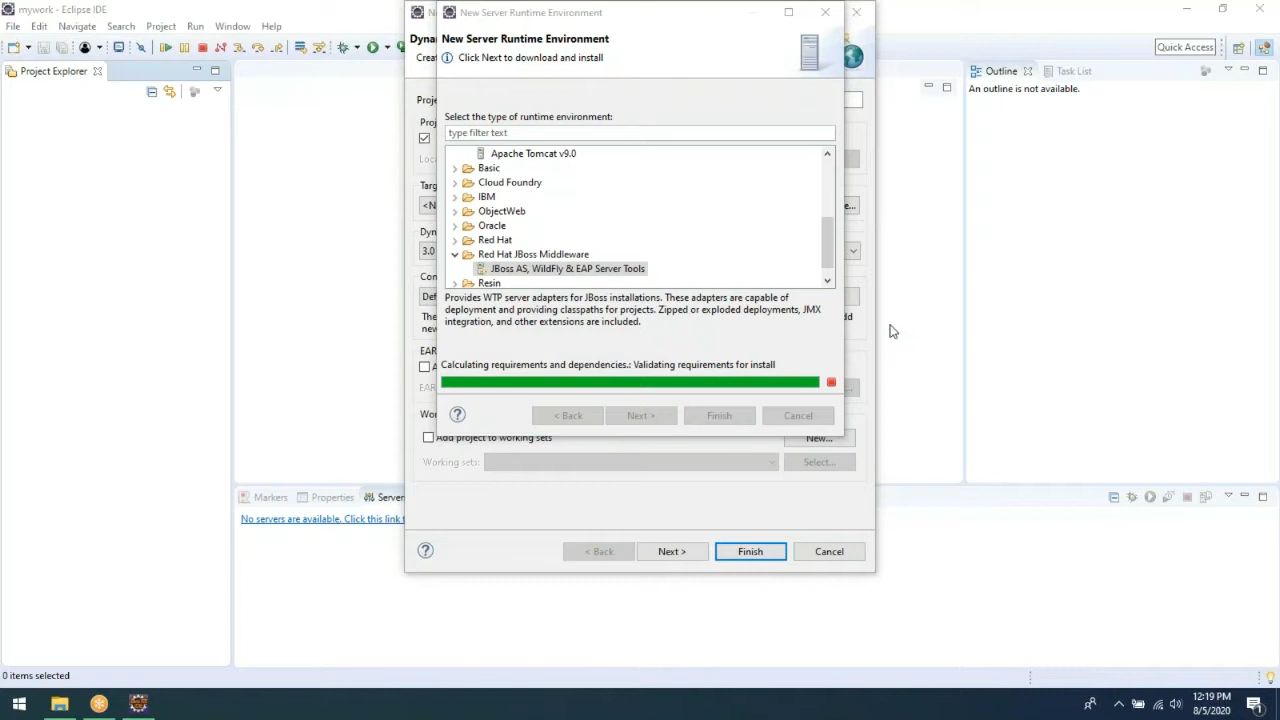 mywork - Eclipse IDE
File Edit Navigate Search Project Run Window Help
Quick Access
Project Explorer
New Server Runtime Environment
New Server Runtime Environment
Click Next to download and install
Select the type of runtime environment:
type filter text
Apache Tomcat v9.0
Basic
Cloud Foundry
IBM
ObjectWeb
Oracle
Red Hat
Red Hat JBoss Middleware
JBoss AS, WildFly & EAP Server Tools
Resin
Provides WTP server adapters for JBoss installations. These adapters are capable of
deployment and providing classpaths for projects. Zipped or exploded deployments, JMX
integration, and other extensions are included.
Calculating requirements and dependencies.: Validating requirements for install
< Back Next > Finish Cancel
Add project to working sets
New...
Working sets:
Select...
< Back Next > Finish Cancel
Outline Task List
An outline is not available.
Markers Properties Servers
No servers are available. Click this link
0 items selected
12:19 PM
8/5/2020